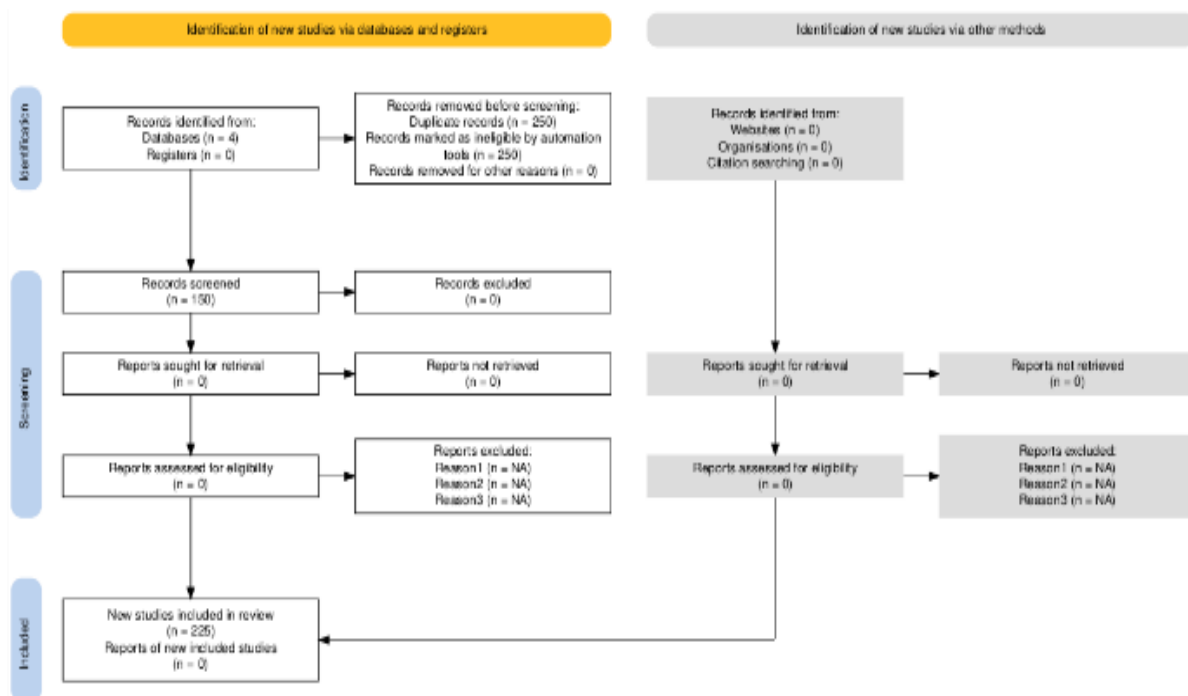 Identification of new studies via databases and registers
Identification of new studies via other methods
Identification
Records identified from:
Databases (n = 4)
Registers (n = 0)
Records removed before screening:
Duplicate records (n = 250)
Records marked as ineligible by automation
tools (n = 250)
Records removed for other reasons (n = 0)
Records identified from:
Websites (n = 0)
Organisations (n = 0)
Citation searching (n = 0)
Screening
Records screened
(n = 150)
Records excluded
(n = 0)
Reports sought for retrieval
(n = 0)
Reports not retrieved
(n = 0)
Reports sought for retrieval
(n = 0)
Reports not retrieved
(n = 0)
Reports assessed for eligibility
(n = 0)
Reports excluded:
Reason1 (n = NA)
Reason2 (n = NA)
Reason3 (n = NA)
Reports assessed for eligibility
(n = 0)
Reports excluded:
Reason1 (n = NA)
Reason2 (n = NA)
Reason3 (n = NA)
Included
New studies included in review
(n = 225)
Reports of new included studies
(n = 0)